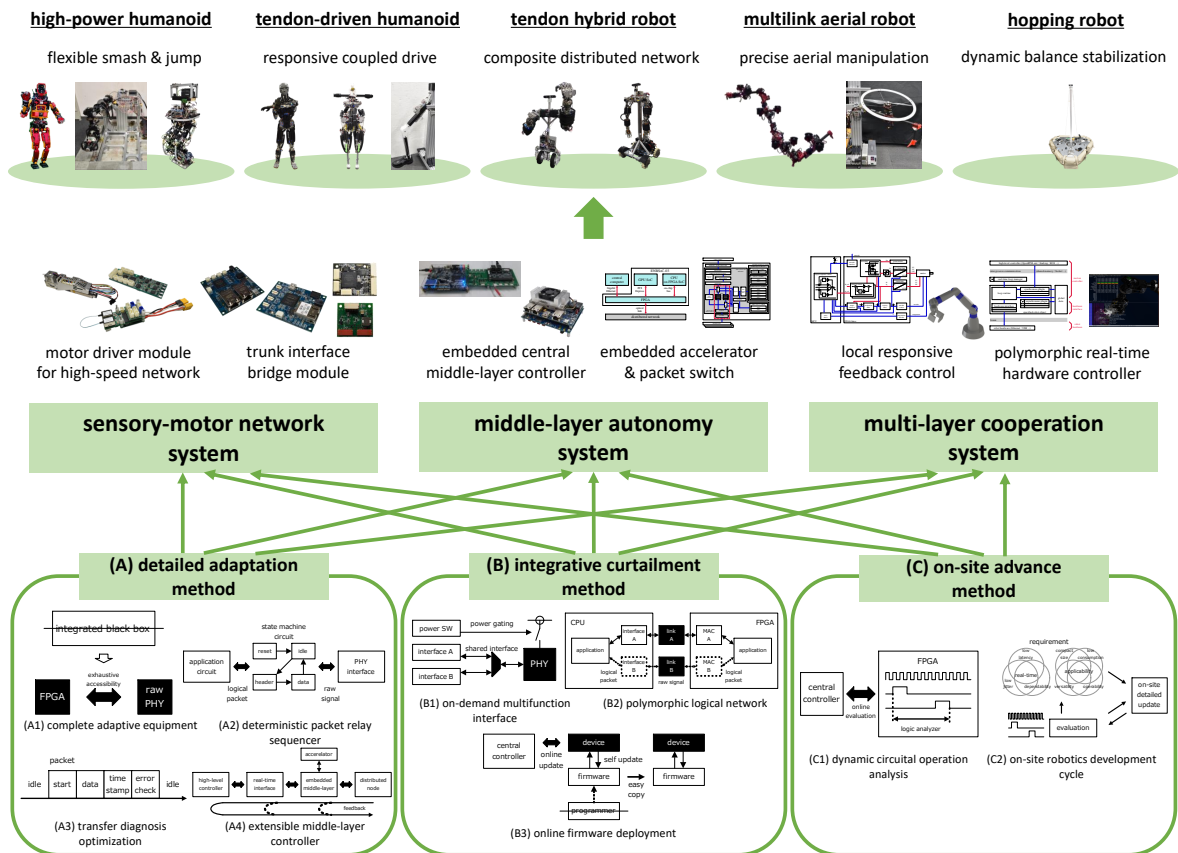 high-power humanoid
flexible smash & jump
tendon-driven humanoid
responsive coupled drive
tendon hybrid robot
composite distributed network
multilink aerial robot
precise aerial manipulation
hopping robot
dynamic balance stabilization
motor driver module
for high-speed network
trunk interface
bridge module
embedded central
middle-layer controller
embedded accelerator
& packet switch
local responsive
feedback control
polymorphic real-time
hardware controller
sensory-motor network
system
middle-layer autonomy
system
multi-layer cooperation
system
(A) detailed adaptation
method
integrated black box
exhaustive
accessibility
FPGA
raw
PHY
(A1) complete adaptive equipment
state machine
circuit
application
circuit
reset
idle
header
data
PHY
interface
logical
packet
raw
signal
(A2) deterministic packet relay
sequencer
packet
idle
start
data
time
stamp
error
check
idle
(A3) transfer diagnosis
optimization
accelerator
high-level
controller
real-time
interface
embedded
middle-layer
distributed
node
feedback
(A4) extensible middle-layer
controller
(B) integrative curtailment
method
power SW
power gating
interface A
shared interface
interface B
PHY
(B1) on-demand multifunction
interface
CPU
FPGA
application
interface
A
link
A
MAC
A
application
interface
B
link
B
MAC
B
logical
packet
raw signal
logical
packet
(B2) polymorphic logical network
central
controller
online
update
device
self update
firmware
easy
copy
device
firmware
programmer
(B3) online firmware deployment
(C) on-site advance
method
FPGA
central
controller
online
evaluation
logic analyzer
(C1) dynamic circuital operation
analysis
requirement
low
latency
real-time
low
jitter
dependability
compact
size
low
consumption
applicability
versatility
evaluation
on-site
detailed
update
(C2) on-site robotics development
cycle